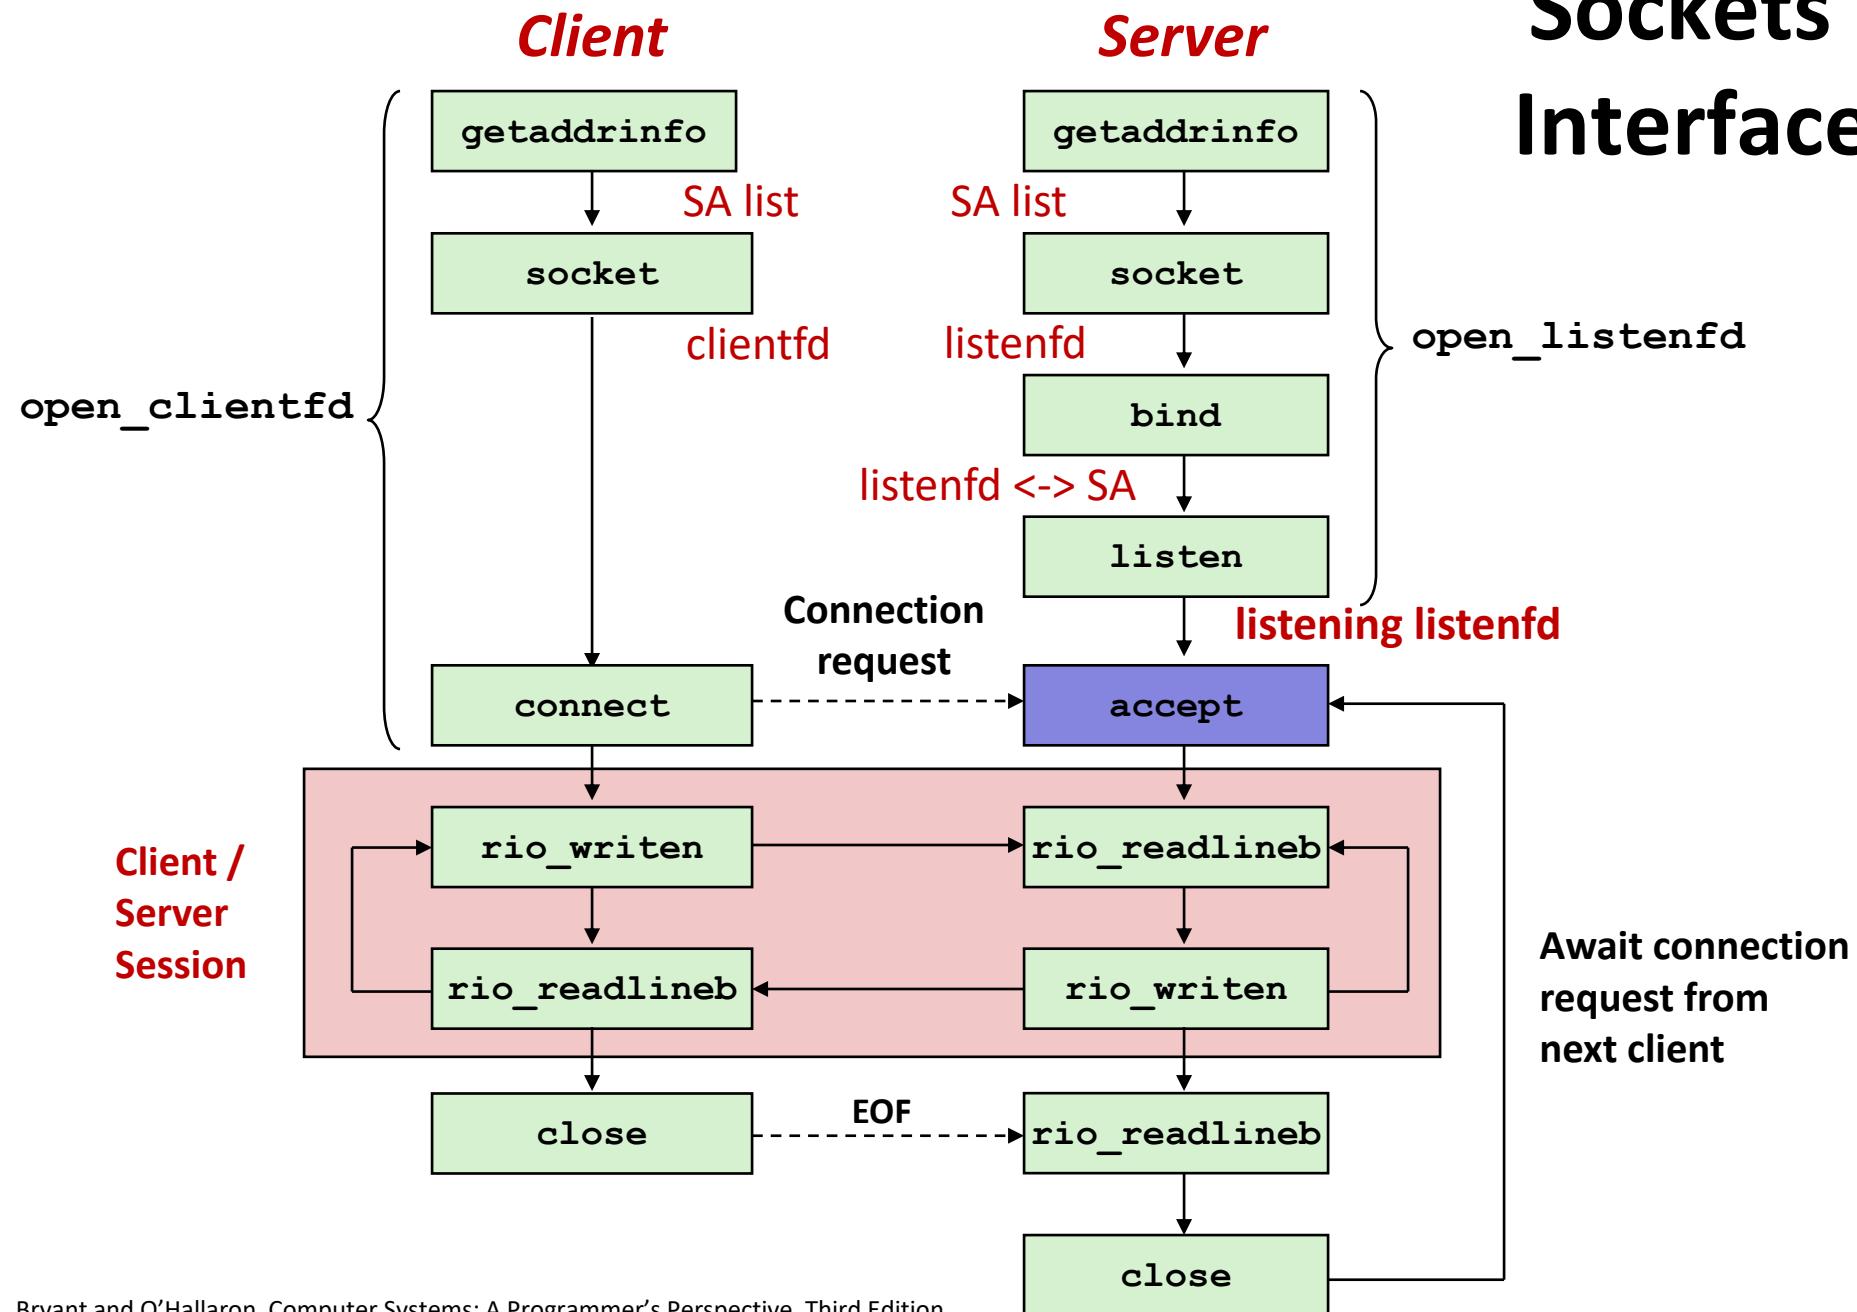 Sockets
Interface
Client
Server
getaddrinfo
getaddrinfo
SA list
SA list
socket
socket
clientfd
listenfd
open_listenfd
open_clientfd
bind
listenfd <-> SA
listen
Connection
request
listening listenfd
connect
accept
Client /
Server
Session
rio_writen
rio_readlineb
rio_readlineb
rio_writen
Await connection
request from
next client
close
EOF
rio_readlineb
close
Bryant and O'Hallaron, Computer Systems: A Programmer's Perspective, Third Edition